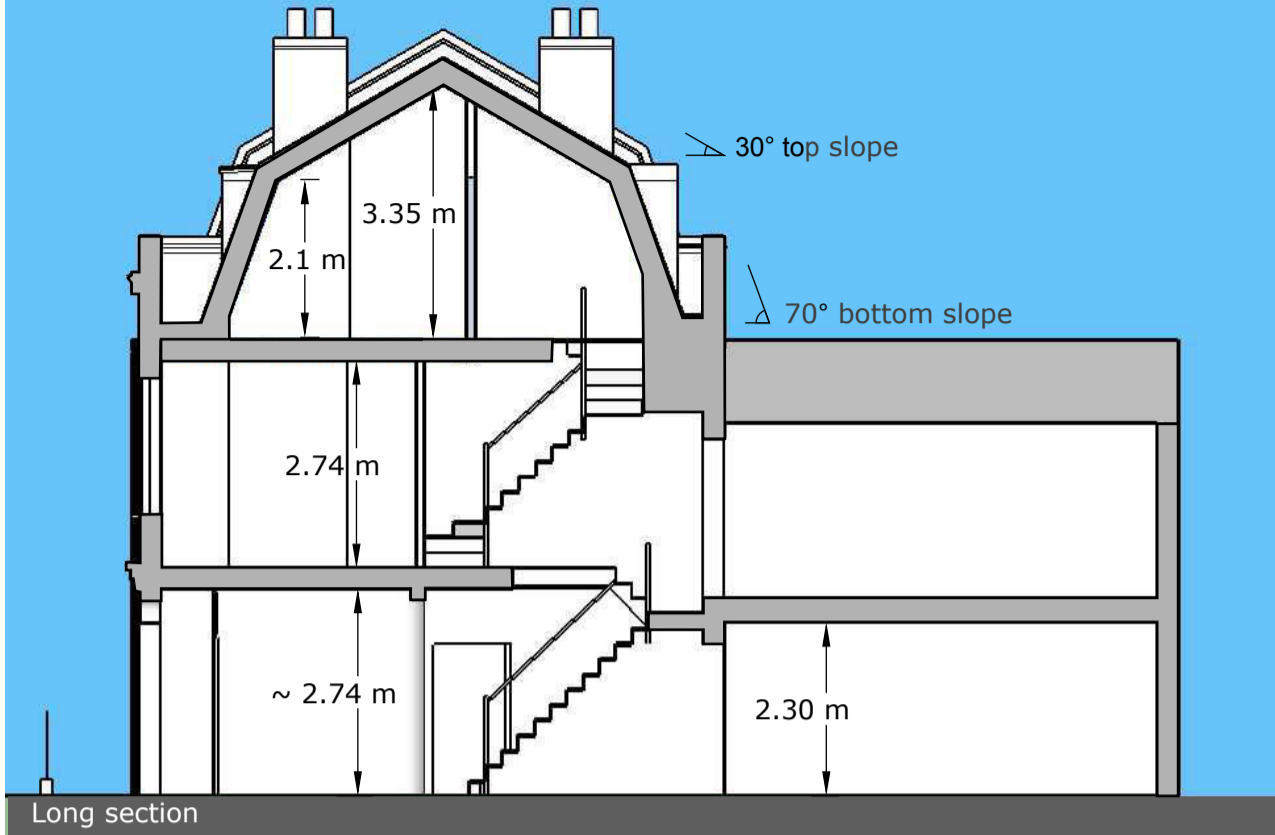 30° top slope
3.35 m
2.1 m
70° bottom slope
2.74 m
~ 2.74 m
2.30 m
Long section